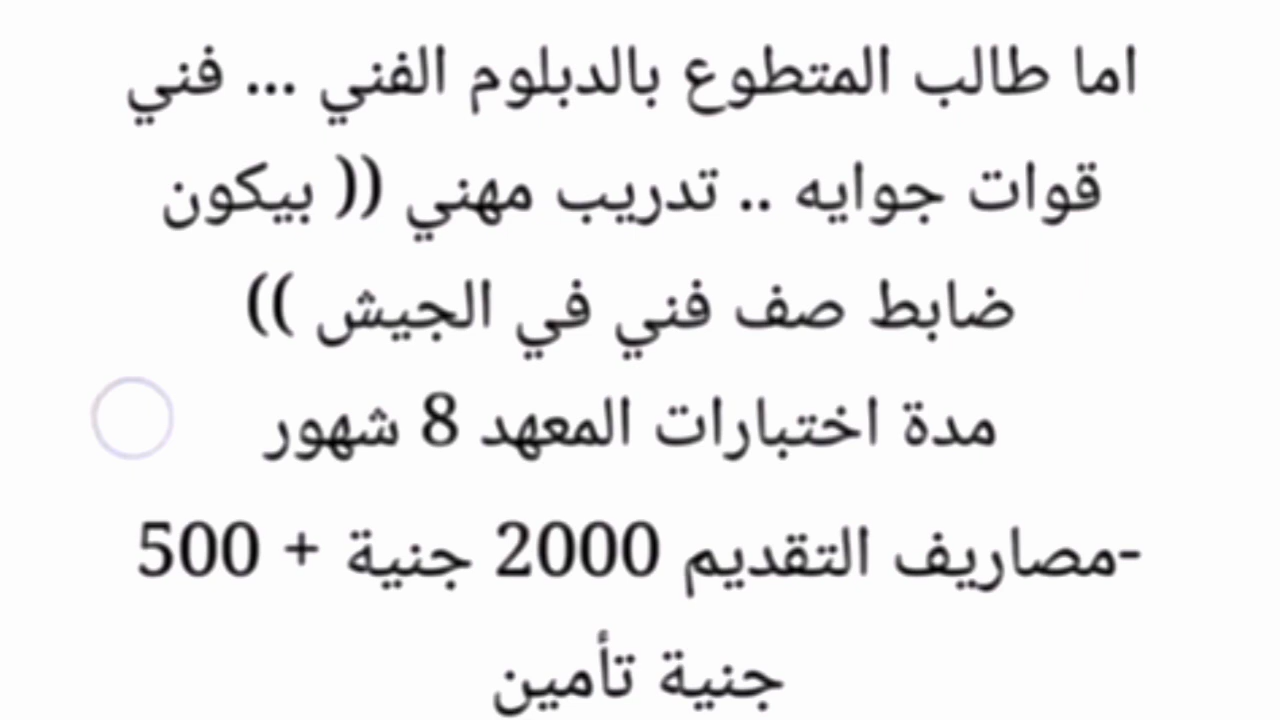 اما طالب المتطوع بالدبلوم الفني ... فني
قوات جوايه .. تدريب مهني (( بيكون
ضابط صف فني في الجيش ))
مدة اختبارات المعهد 8 شهور
-مصاريف التقديم 2000 جنية + 500
جنية تأمين